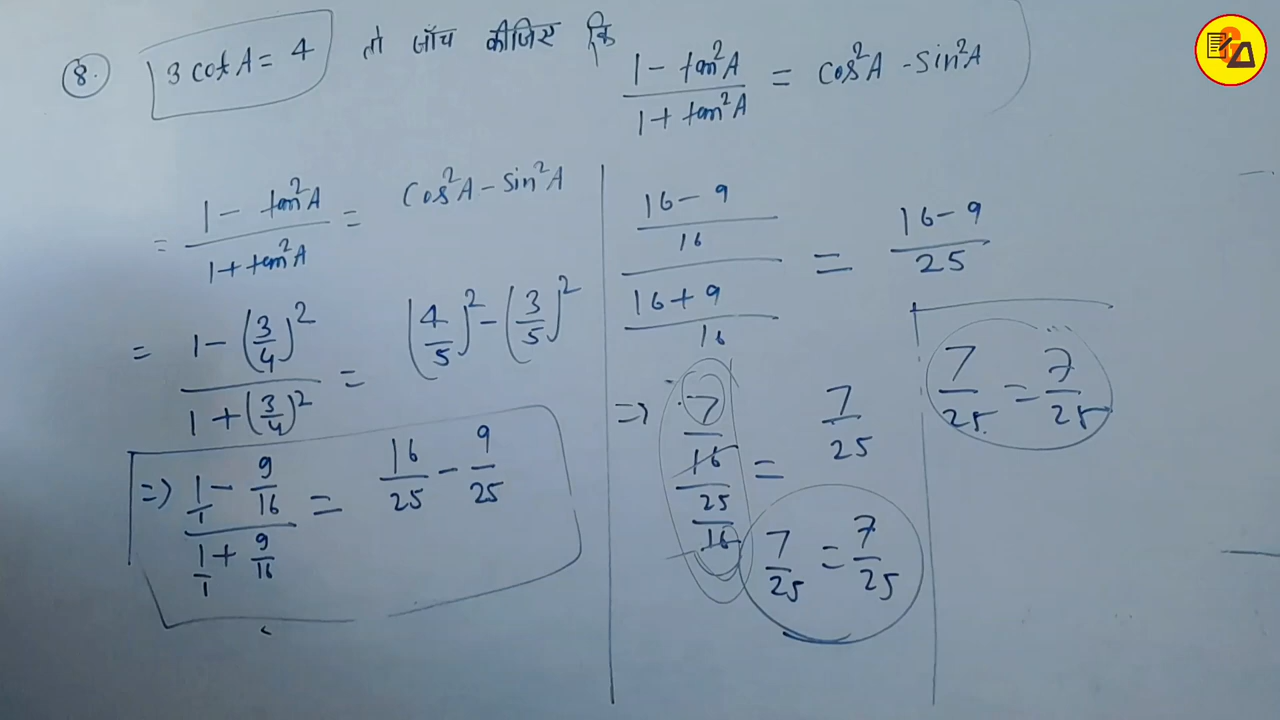 8. 3 cot A = 4 तो जाँच कीजिए कि (1 - tan²A)/(1 + tan²A) = cos²A - sin²A
= (1 - tan²A)/(1 + tan²A) = cos²A - sin²A
= (1 - (3/4)²)/(1 + (3/4)²) = (4/5)² - (3/5)²
=> (1/1 - 9/16)/(1/1 + 9/16) = 16/25 - 9/25
((16 - 9)/16)/((16 + 9)/16) = (16 - 9)/25
=> (7/16)/(25/16) = 7/25
7/25 = 7/25
7/25 = 7/25